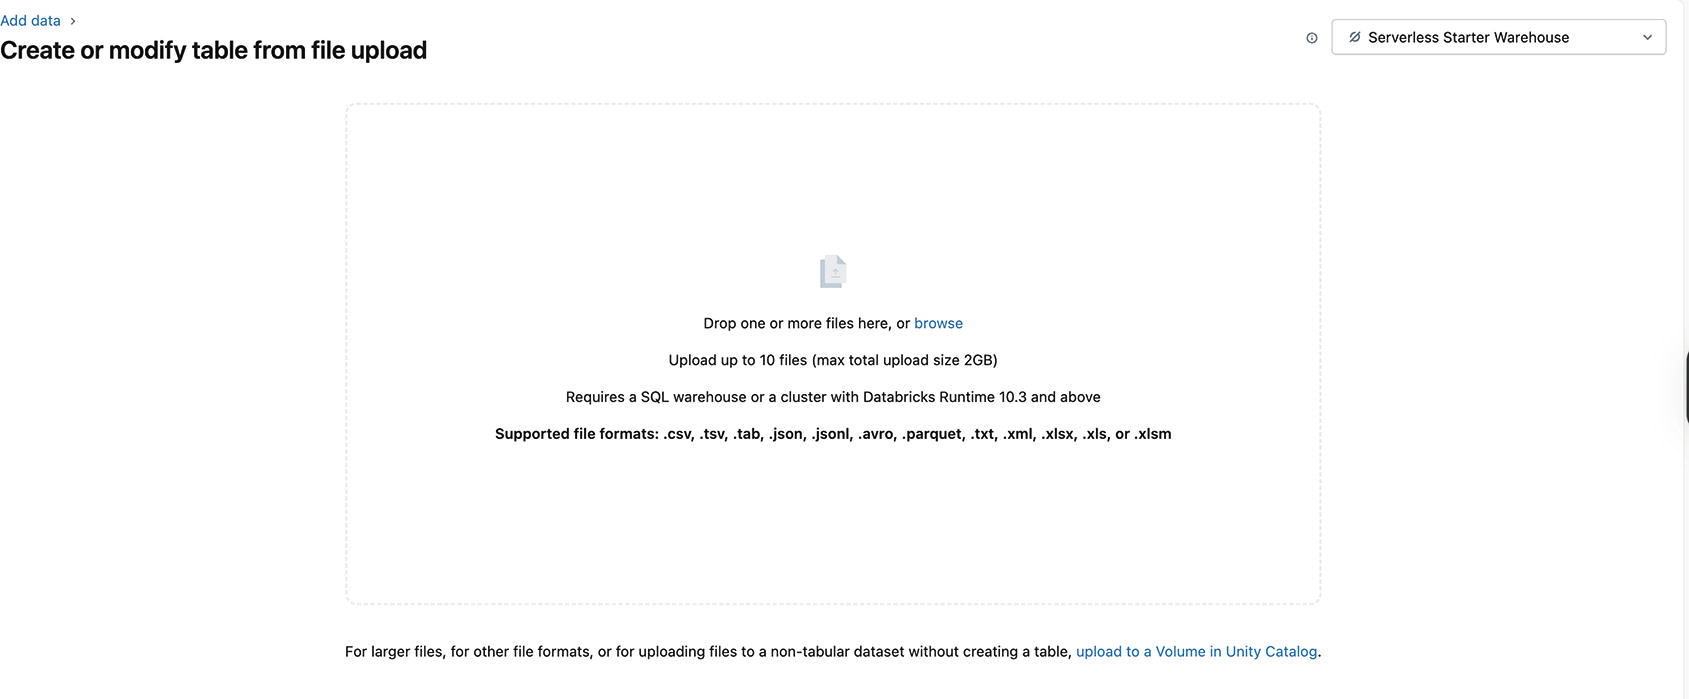 Add data
Create or modify table from file upload
Serverless Starter Warehouse
Drop one or more files here, or browse
Upload up to 10 files (max total upload size 2GB)
Requires a SQL warehouse or a cluster with Databricks Runtime 10.3 and above
Supported file formats: .csv, .tsv, .tab, .json, .jsonl, .avro, .parquet, .txt, .xml, .xlsx, .xls, or .xlsm
For larger files, for other file formats, or for uploading files to a non-tabular dataset without creating a table, upload to a Volume in Unity Catalog.